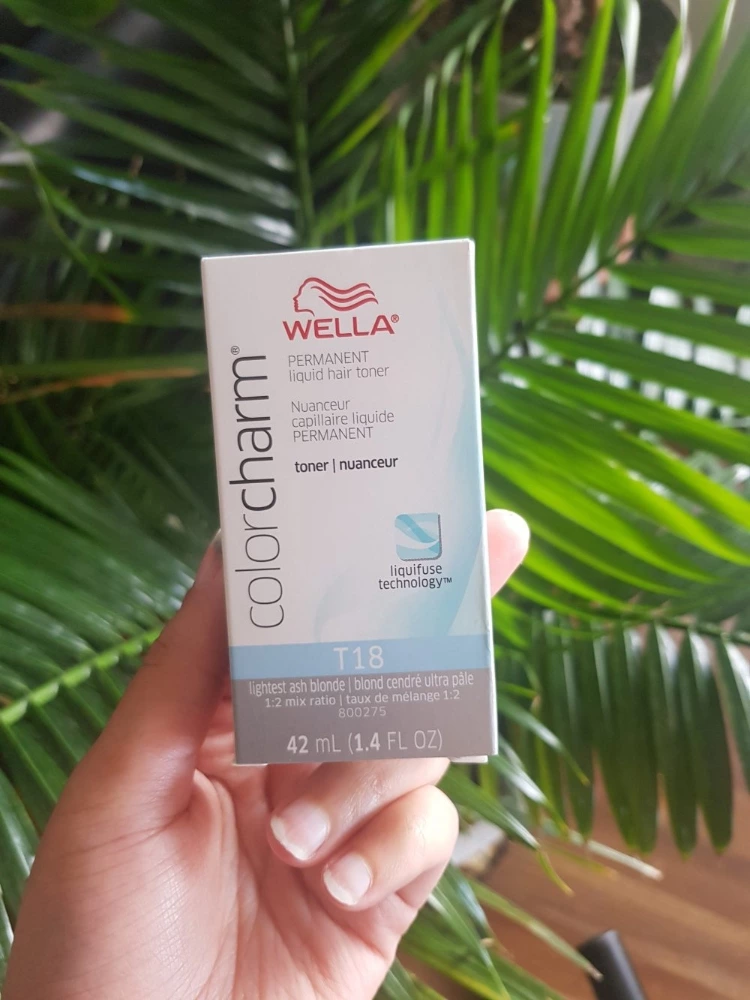 WELLA®
PERMANENT
liquid hair toner
Nuanceur
capillaire liquide
PERMANENT
toner | nuanceur
colorcharm®
liquifuse
technology™
T18
lightest ash blonde | blond cendré ultra pâle
1:2 mix ratio | taux de mélange 1:2
800275
42 mL (1.4 FL OZ)